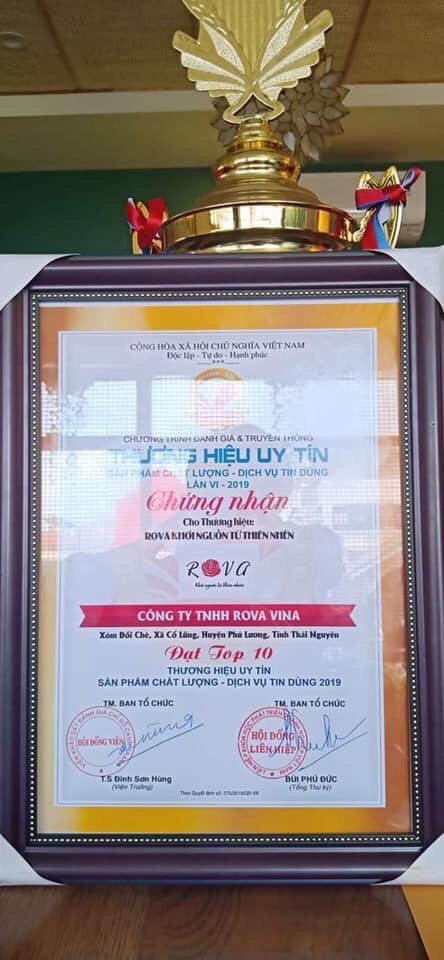 CỘNG HÒA XÃ HỘI CHỦ NGHĨA VIỆT NAM
Độc lập - Tự do - Hạnh phúc
CHƯƠNG TRÌNH ĐÁNH GIÁ & TRUYỀN THÔNG
THƯƠNG HIỆU UY TÍN
SẢN PHẨM CHẤT LƯỢNG - DỊCH VỤ TIN DÙNG
LẦN VI - 2019
Chứng nhận
Cho Thương hiệu:
ROVA KHƠI NGUỒN TỪ THIÊN NHIÊN
ROVA
Khơi nguồn từ thiên nhiên
CÔNG TY TNHH ROVA VINA
Xóm Đồi Chè, Xã Cổ Lũng, Huyện Phú Lương, Tỉnh Thái Nguyên
Đạt Top 10
THƯƠNG HIỆU UY TÍN
SẢN PHẨM CHẤT LƯỢNG - DỊCH VỤ TIN DÙNG 2019
TM. BAN TỔ CHỨC
TM. BAN TỔ CHỨC
HỘI ĐỒNG VIỆN
HỘI ĐỒNG
LIÊN HIỆP
T.S Đinh Sơn Hùng
(Viện Trưởng)
BÙI PHÚ ĐỨC
(Tổng Thư ký)